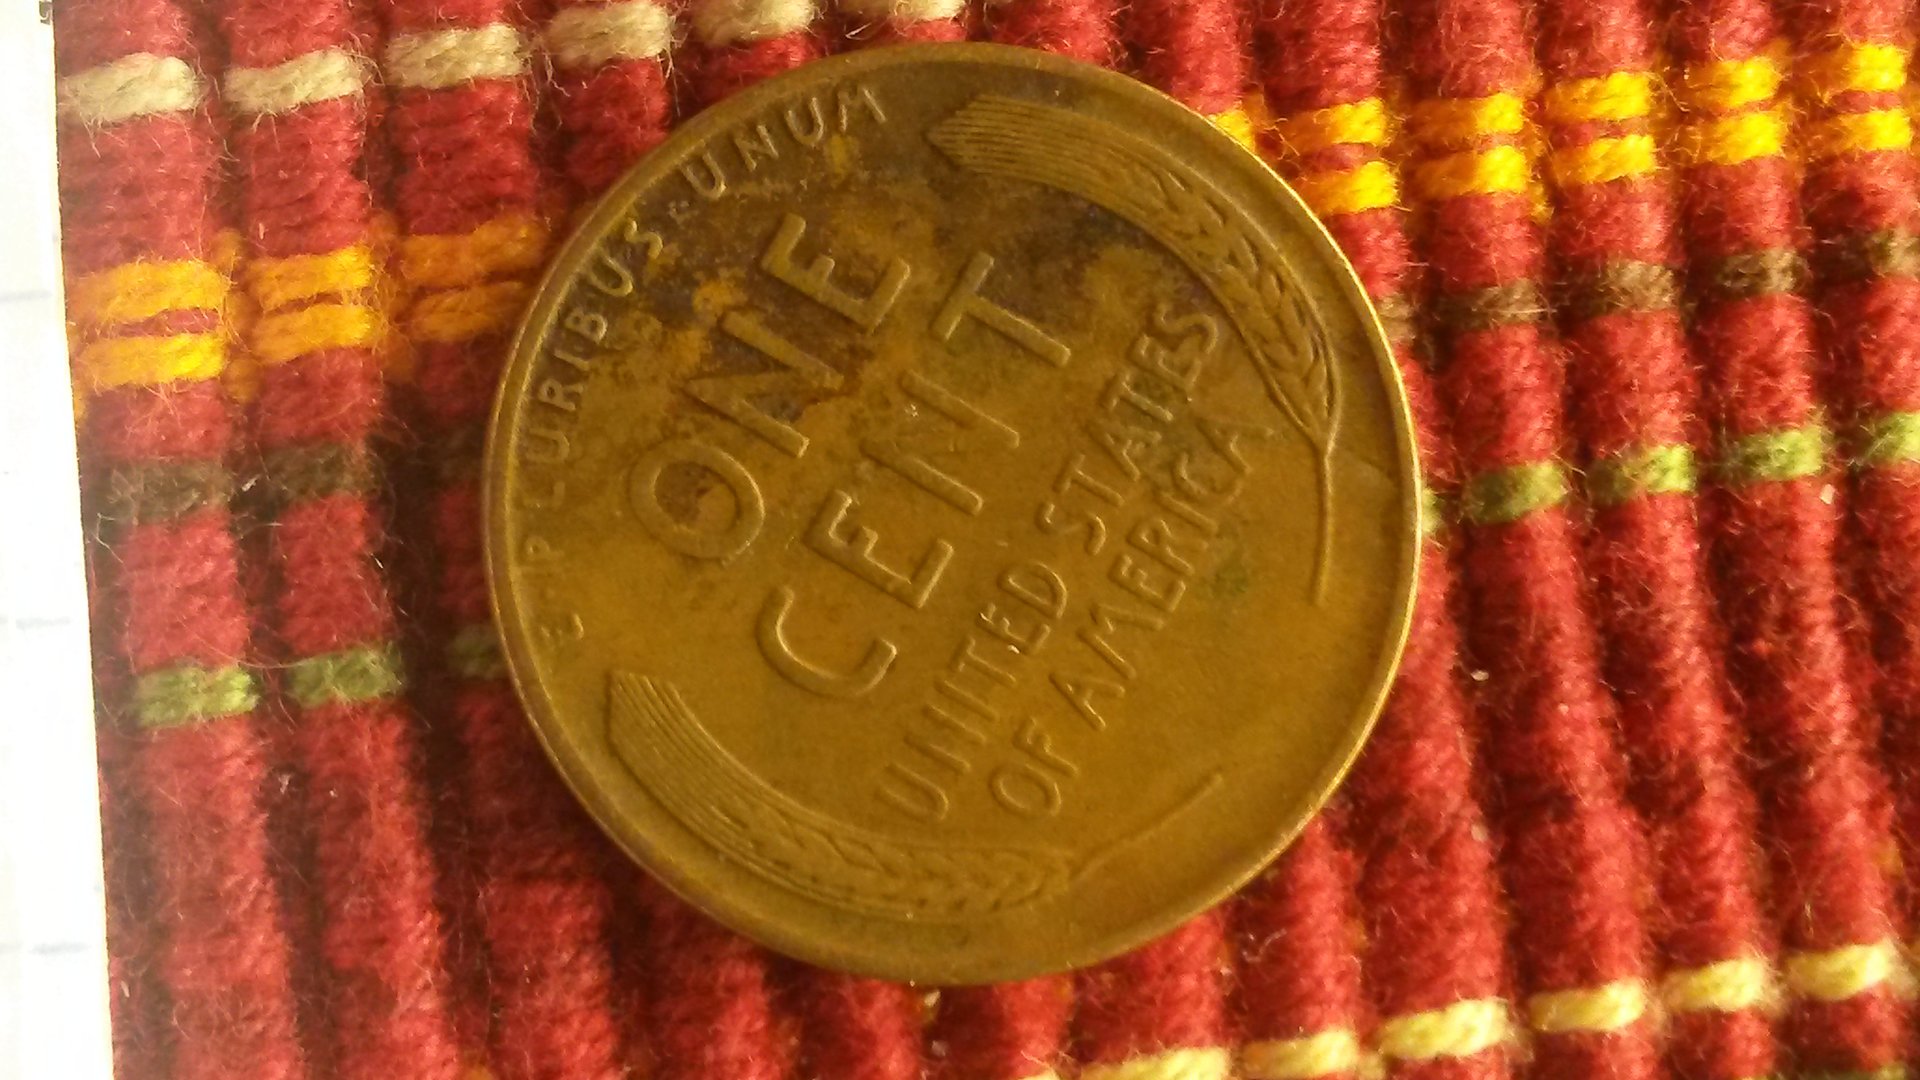 E·PLURIBUS·UNUM
ONE
CENT
UNITED STATES
OF AMERICA